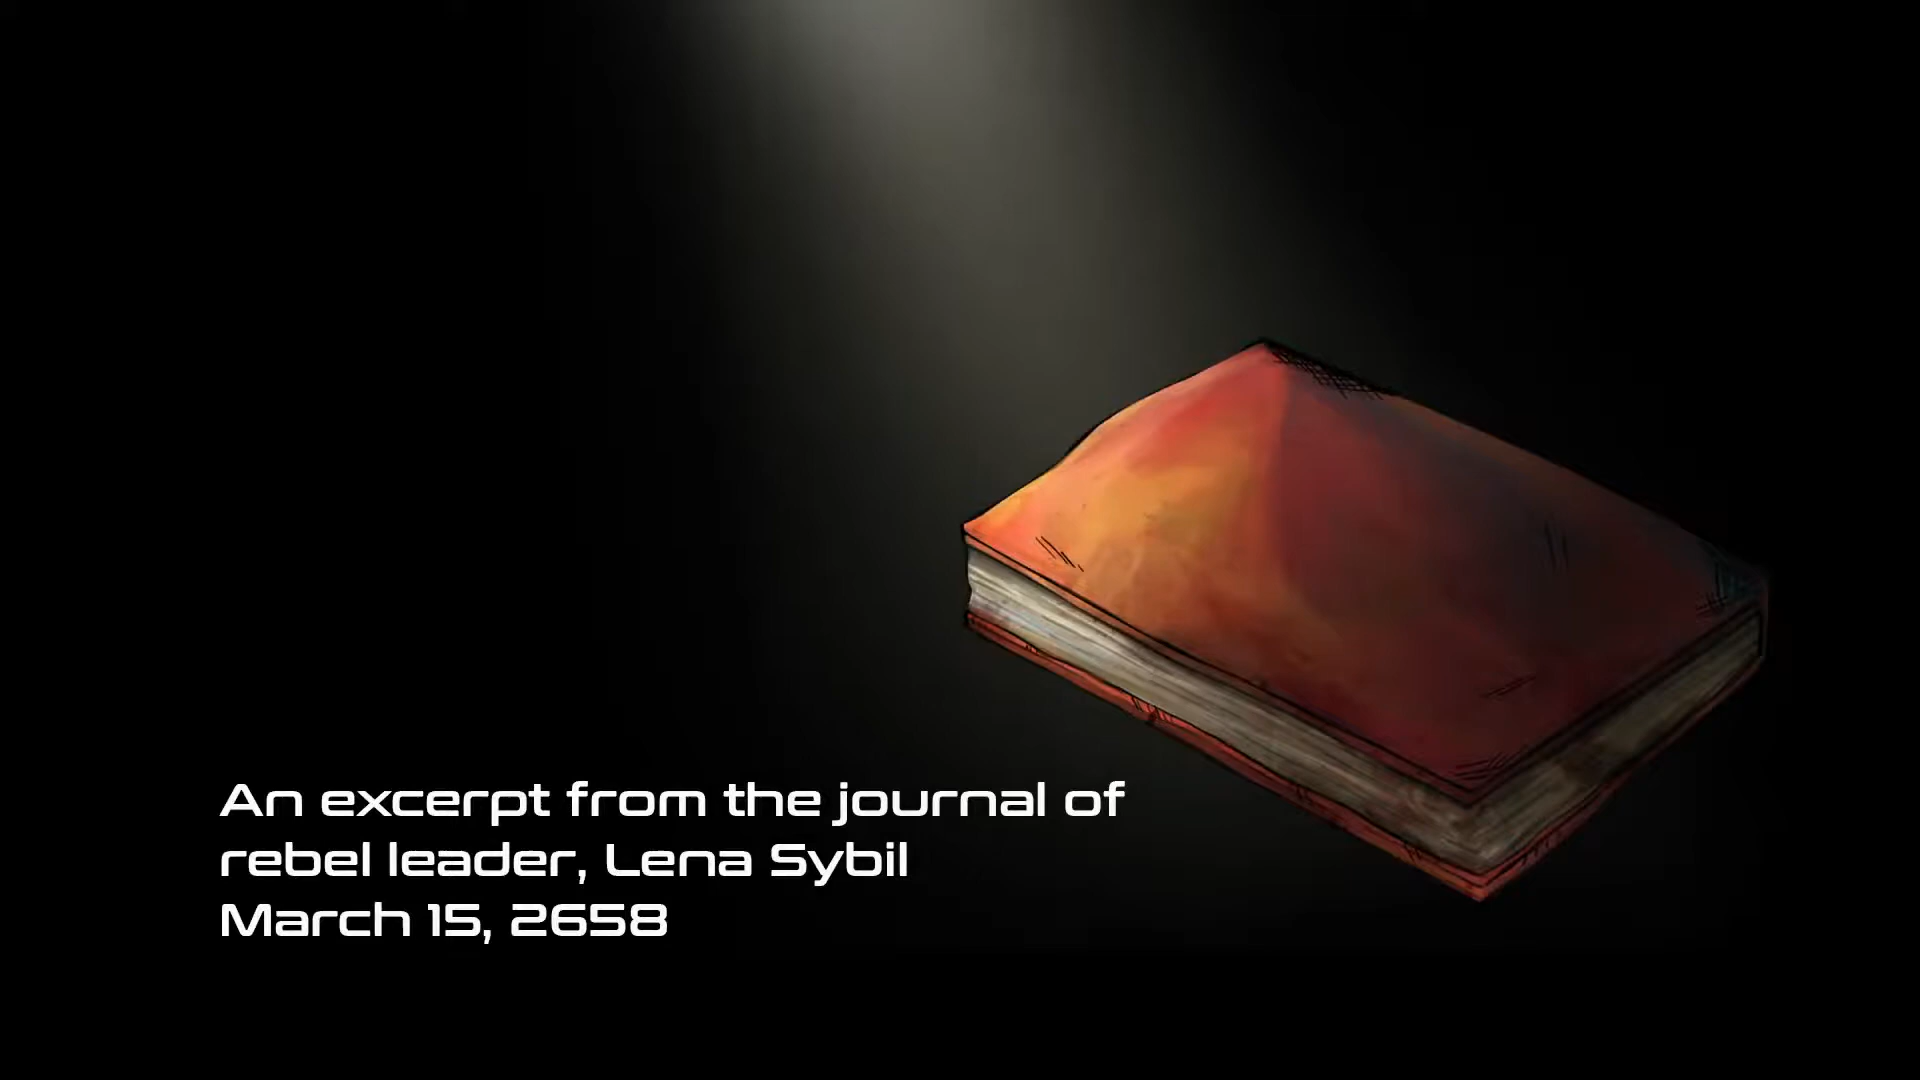 An excerpt from the journal of
rebel leader, Lena Sybil
March 15, 2658